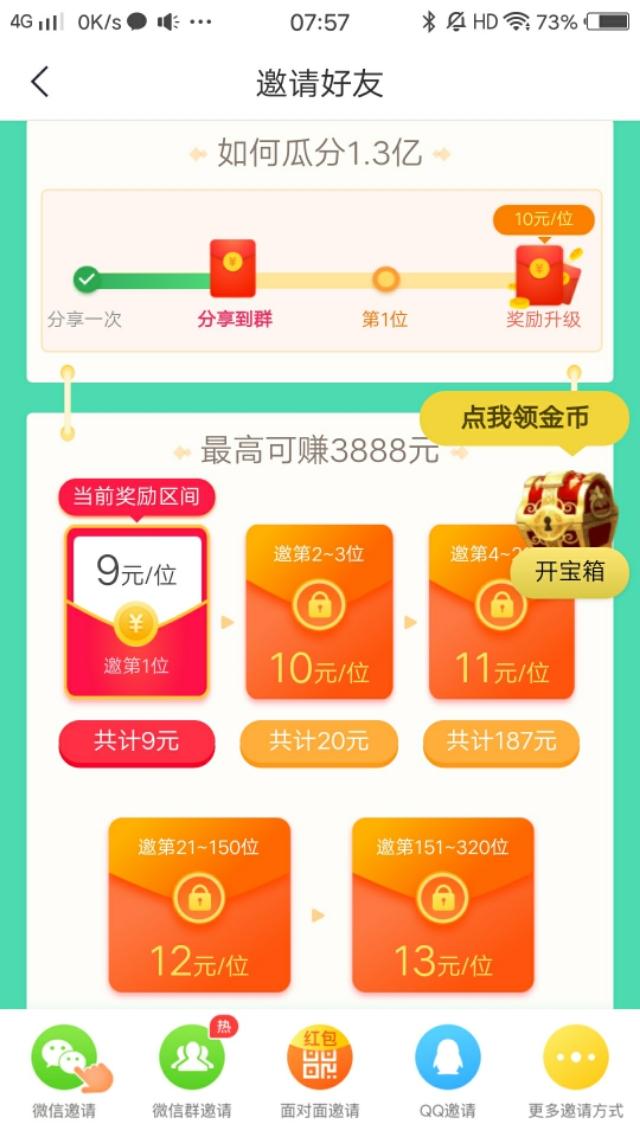 4G 0K/s 07:57 HD 73%
邀请好友
如何瓜分1.3亿
10元/位
分享一次 分享到群 第1位 奖励升级
点我领金币
最高可赚3888元
当前奖励区间
9元/位
邀第1位
邀第2~3位
10元/位
邀第4~2
11元/位
开宝箱
共计9元 共计20元 共计187元
邀第21~150位
12元/位
邀第151~320位
13元/位
热
红包
微信邀请 微信群邀请 面对面邀请 QQ邀请 更多邀请方式